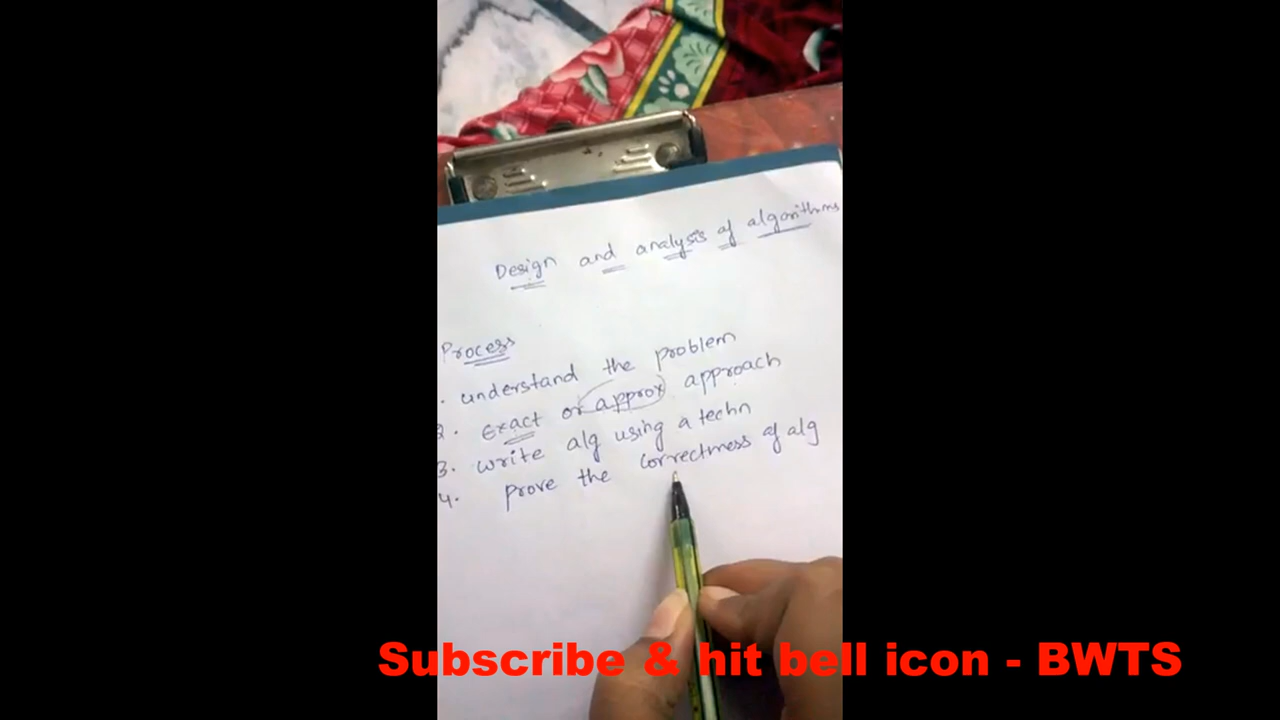 Design and analysis of algorithms
Process
1. understand the problem
2. Exact or approx approach
3. write alg using a techn
4. prove the correctness of alg
Subscribe & hit bell icon - BWTS